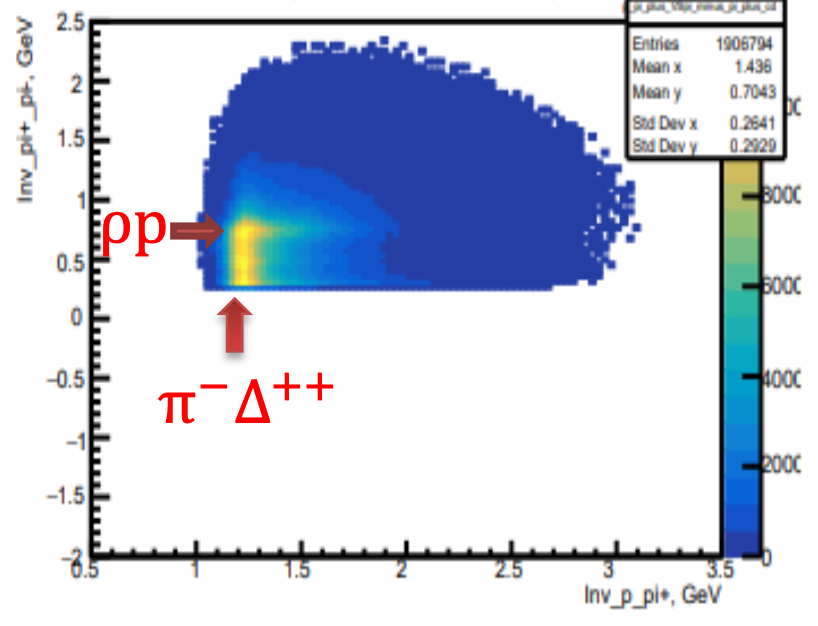 Entries 1906794
Mean x 1.436
Mean y 0.7043
Std Dev x 0.2641
Std Dev y 0.2929
Inv_pi+_pi-, GeV
2.5
2
1.5
1
0.5
0
−0.5
−1
−1.5
−2
ρp
π⁻Δ⁺⁺
8000
6000
4000
2000
0
0.5 1 1.5 2 2.5 3 3.5
Inv_p_pi+, GeV